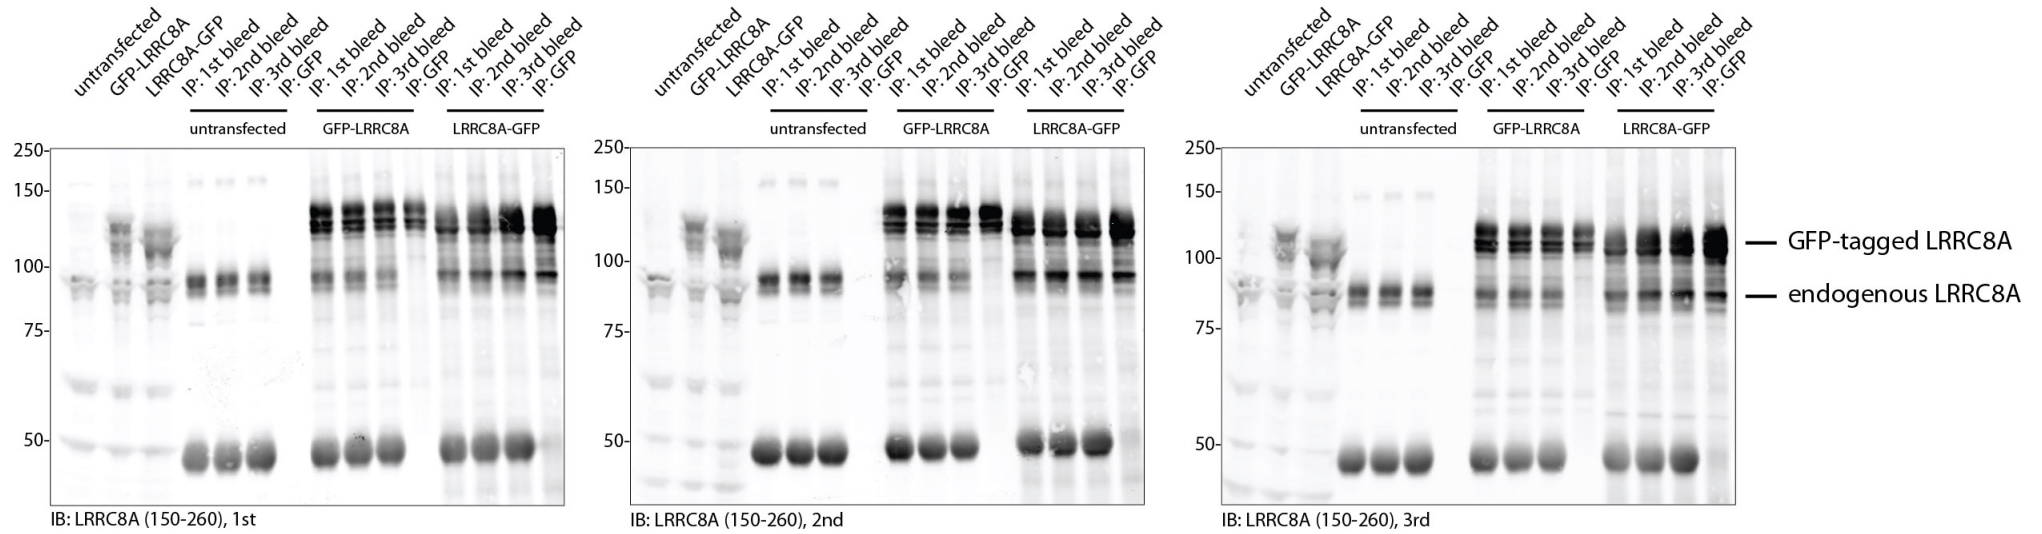 untransfected
GFP-LRRC8A
LRRC8A-GFP
IP: 1st bleed
IP: 2nd bleed
IP: 3rd bleed
IP: GFP
IP: 1st bleed
IP: 2nd bleed
IP: 3rd bleed
IP: GFP
IP: 1st bleed
IP: 2nd bleed
IP: 3rd bleed
IP: GFP
untransfected
GFP-LRRC8A
LRRC8A-GFP
250-
150-
100-
75-
50-
IB: LRRC8A (150-260), 1st
untransfected
GFP-LRRC8A
LRRC8A-GFP
IP: 1st bleed
IP: 2nd bleed
IP: 3rd bleed
IP: GFP
IP: 1st bleed
IP: 2nd bleed
IP: 3rd bleed
IP: GFP
IP: 1st bleed
IP: 2nd bleed
IP: 3rd bleed
IP: GFP
untransfected
GFP-LRRC8A
LRRC8A-GFP
250-
150-
100-
75-
50-
IB: LRRC8A (150-260), 2nd
untransfected
GFP-LRRC8A
LRRC8A-GFP
IP: 1st bleed
IP: 2nd bleed
IP: 3rd bleed
IP: GFP
IP: 1st bleed
IP: 2nd bleed
IP: 3rd bleed
IP: GFP
IP: 1st bleed
IP: 2nd bleed
IP: 3rd bleed
IP: GFP
untransfected
GFP-LRRC8A
LRRC8A-GFP
250-
150-
100-
75-
50-
IB: LRRC8A (150-260), 3rd
GFP-tagged LRRC8A
endogenous LRRC8A